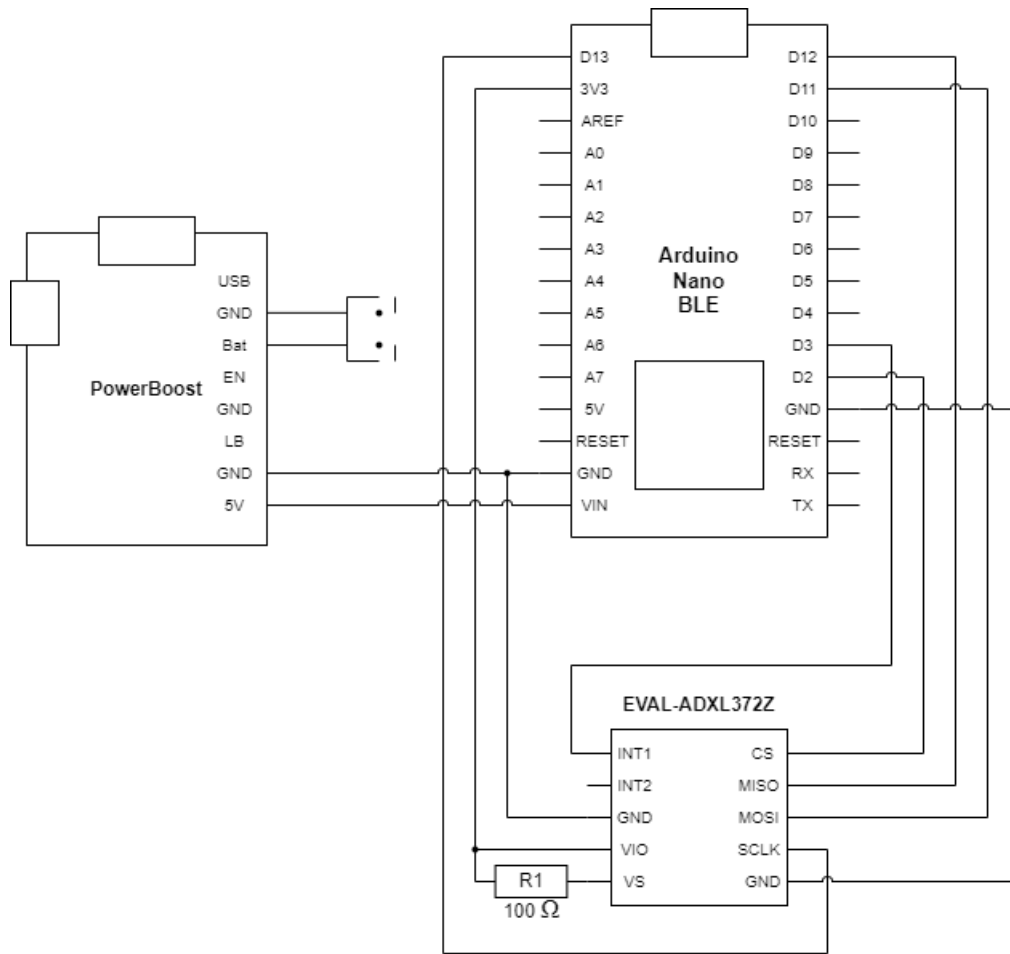 D13
3V3
AREF
A0
A1
A2
A3
A4
A5
A6
A7
5V
RESET
GND
VIN
Arduino
Nano
BLE
D12
D11
D10
D9
D8
D7
D6
D5
D4
D3
D2
GND
RESET
RX
TX
PowerBoost
USB
GND
Bat
EN
GND
LB
GND
5V
EVAL-ADXL372Z
INT1
INT2
GND
VIO
VS
CS
MISO
MOSI
SCLK
GND
R1
100 Ω